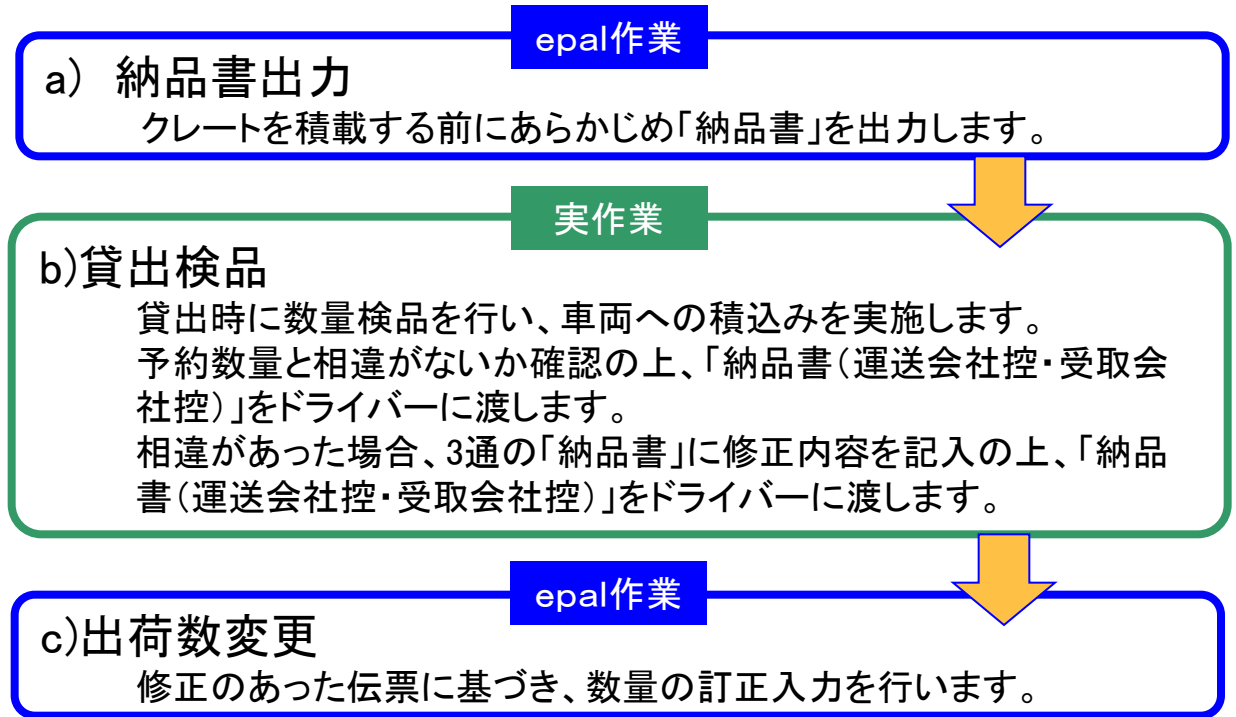 epal作業
a) 納品書出力
クレートを積載する前にあらかじめ「納品書」を出力します。
実作業
b)貸出検品
貸出時に数量検品を行い、車両への積込みを実施します。
予約数量と相違がないか確認の上、「納品書(運送会社控・受取会
社控)」をドライバーに渡します。
相違があった場合、3通の「納品書」に修正内容を記入の上、「納品
書(運送会社控・受取会社控)」をドライバーに渡します。
epal作業
c)出荷数変更
修正のあった伝票に基づき、数量の訂正入力を行います。